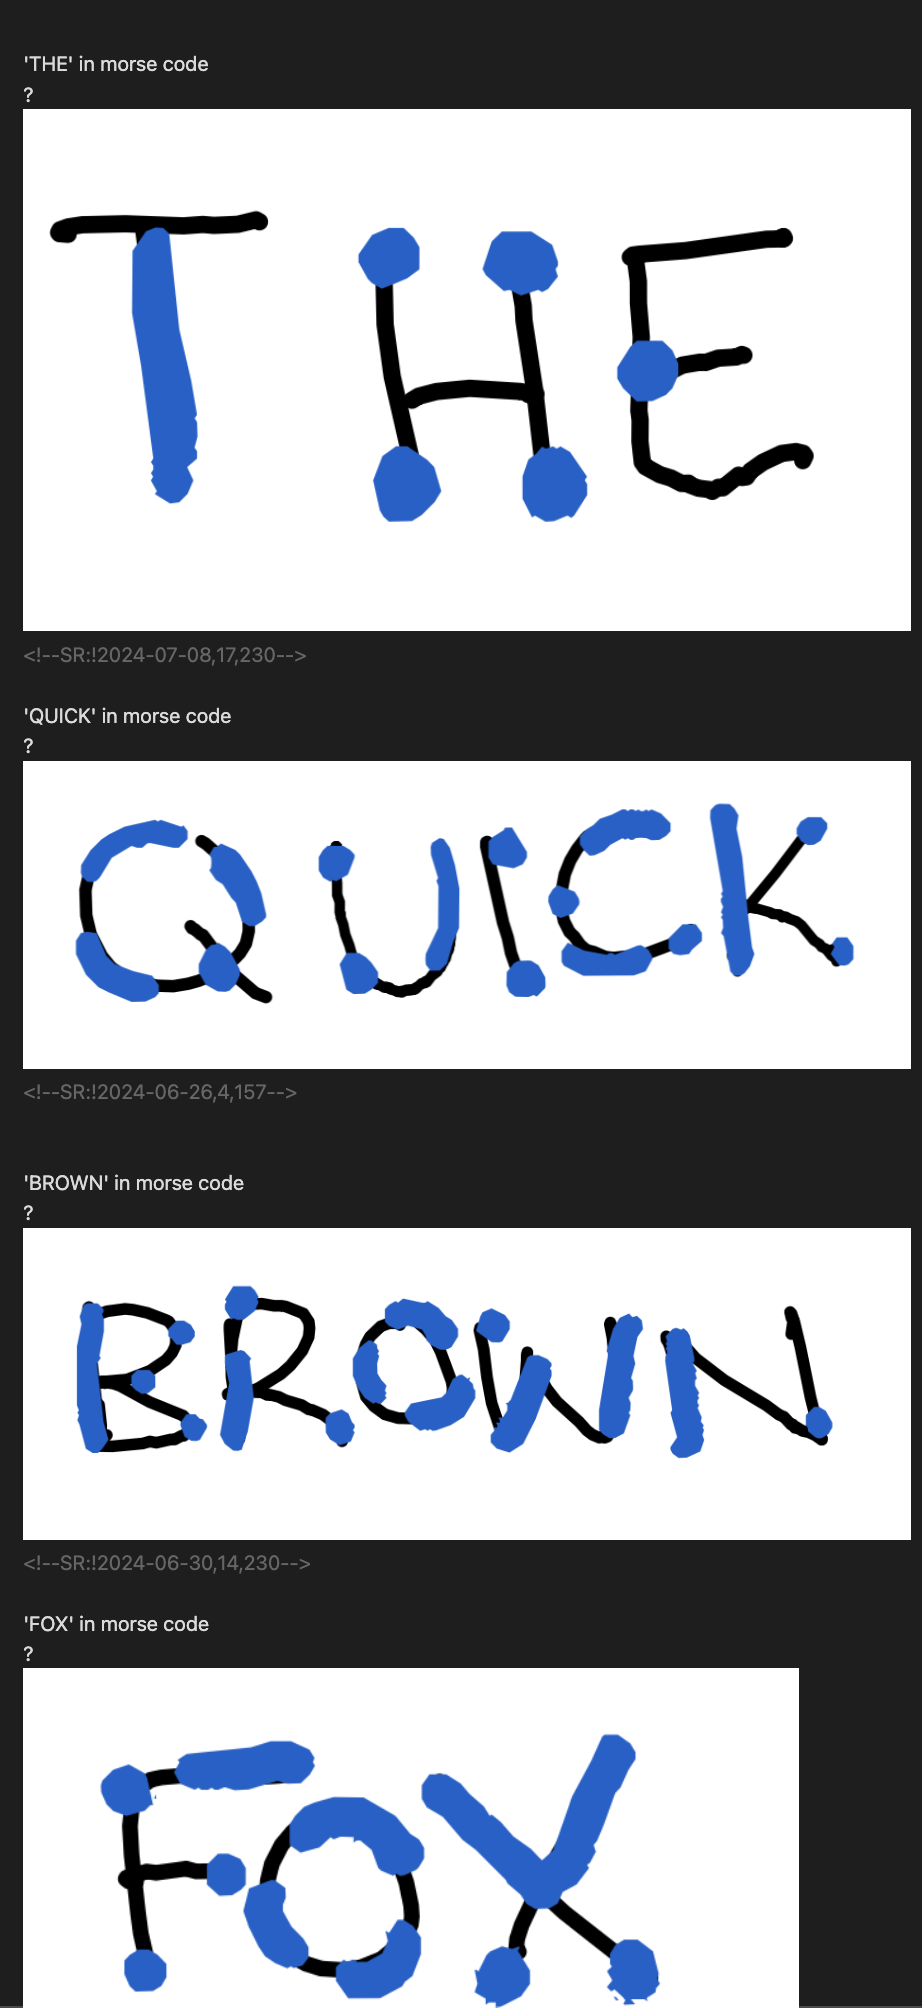 'THE' in morse code
?
THE
<!--SR:!2024-07-08,17,230-->
'QUICK' in morse code
?
QUICK
<!--SR:!2024-06-26,4,157-->
'BROWN' in morse code
?
BROWN
<!--SR:!2024-06-30,14,230-->
'FOX' in morse code
?
FOX